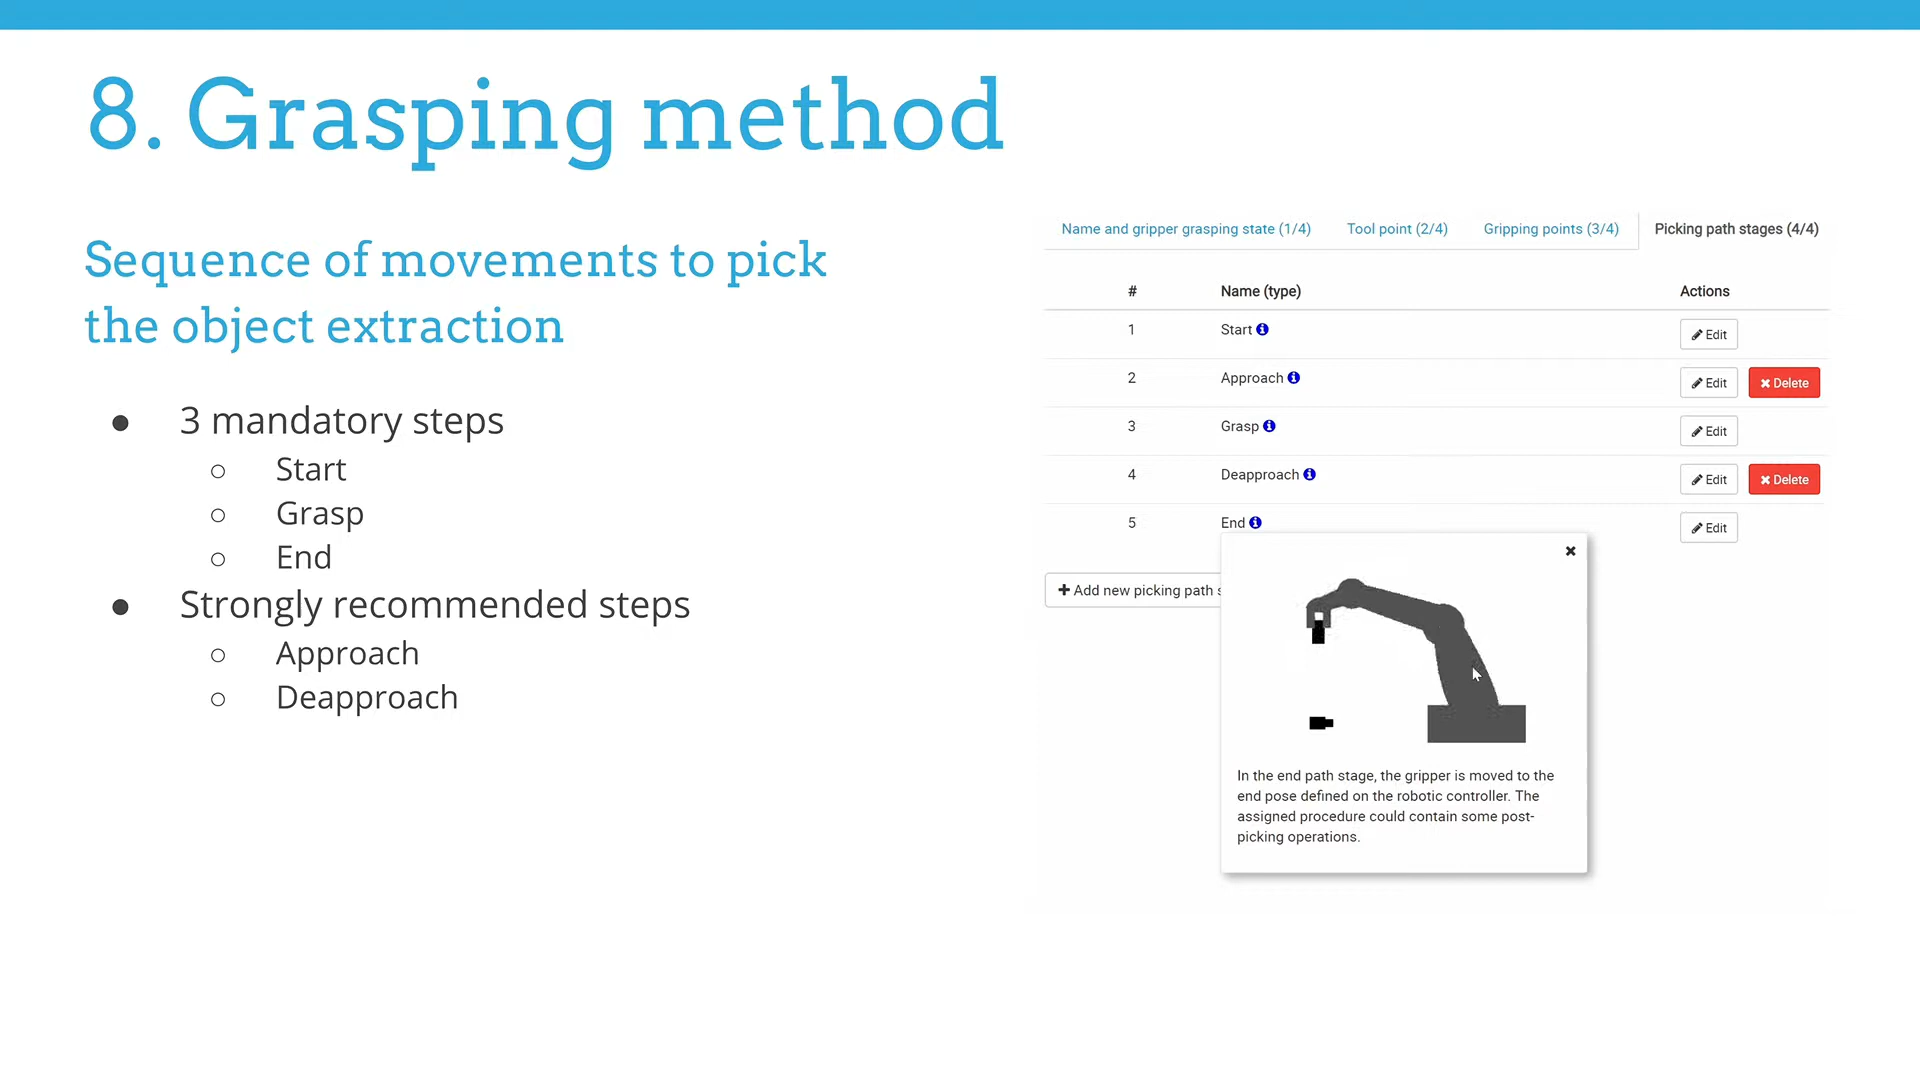 8. Grasping method
Sequence of movements to pick
the object extraction
● 3 mandatory steps
○ Start
○ Grasp
○ End
● Strongly recommended steps
○ Approach
○ Deapproach
Name and gripper grasping state (1/4) Tool point (2/4) Gripping points (3/4) Picking path stages (4/4)
# Name (type) Actions
1 Start Edit
2 Approach Edit Delete
3 Grasp Edit
4 Deapproach Edit Delete
5 End Edit
Add new picking path s
In the end path stage, the gripper is moved to the
end pose defined on the robotic controller. The
assigned procedure could contain some post-
picking operations.